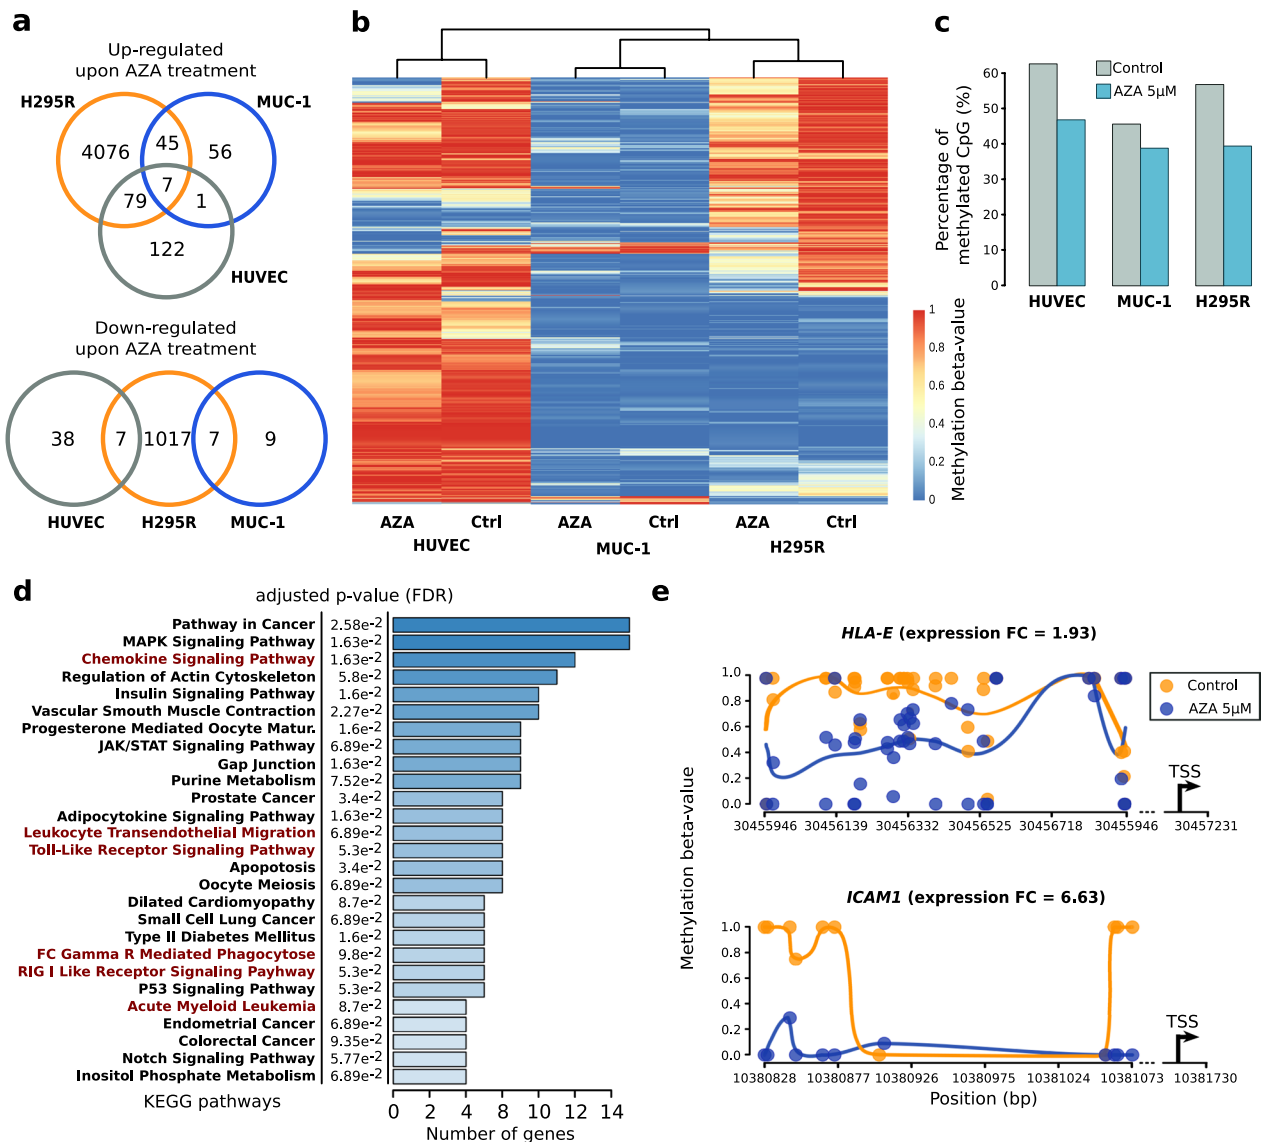 a
Up-regulated
upon AZA treatment
H295R
MUC-1
4076
45
56
7
79
1
122
HUVEC
Down-regulated
upon AZA treatment
38
7
1017
7
9
HUVEC
H295R
MUC-1
b
1
0.8
0.6
0.4
0.2
0
Methylation beta-value
AZA
Ctrl
AZA
Ctrl
AZA
Ctrl
HUVEC
MUC-1
H295R
c
Control
AZA 5µM
Percentage of
methylated CpG (%)
60
50
40
30
20
10
0
HUVEC
MUC-1
H295R
d
adjusted p-value (FDR)
Pathway in Cancer 2.58e-2
MAPK Signaling Pathway 1.63e-2
Chemokine Signaling Pathway 1.63e-2
Regulation of Actin Cytoskeleton 5.8e-2
Insulin Signaling Pathway 1.6e-2
Vascular Smouth Muscle Contraction 2.27e-2
Progesterone Mediated Oocyte Matur. 1.6e-2
JAK/STAT Signaling Pathway 6.89e-2
Gap Junction 1.63e-2
Purine Metabolism 7.52e-2
Prostate Cancer 3.4e-2
Adipocytokine Signaling Pathway 1.63e-2
Leukocyte Transendothelial Migration 6.89e-2
Toll-Like Receptor Signaling Pathway 5.3e-2
Apopotosis 3.4e-2
Oocyte Meiosis 6.89e-2
Dilated Cardiomyopathy 8.7e-2
Small Cell Lung Cancer 6.89e-2
Type II Diabetes Mellitus 1.6e-2
FC Gamma R Mediated Phagocytose 9.8e-2
RIG I Like Receptor Signaling Payhway 5.3e-2
P53 Signaling Pathway 5.3e-2
Acute Myeloid Leukemia 8.7e-2
Endometrial Cancer 6.89e-2
Colorectal Cancer 9.35e-2
Notch Signaling Pathway 5.77e-2
Inositol Phosphate Metabolism 6.89e-2
KEGG pathways
0 2 4 6 8 10 12 14
Number of genes
e
HLA-E (expression FC = 1.93)
Control
AZA 5µM
1.0
0.8
0.6
0.4
0.2
0.0
TSS
30455946 30456139 30456332 30456525 30456718 30455946 30457231
Methylation beta-value
ICAM1 (expression FC = 6.63)
1.0
0.8
0.6
0.4
0.2
0.0
TSS
10380828 10380877 10380926 10380975 10381024 10381073 10381730
Position (bp)